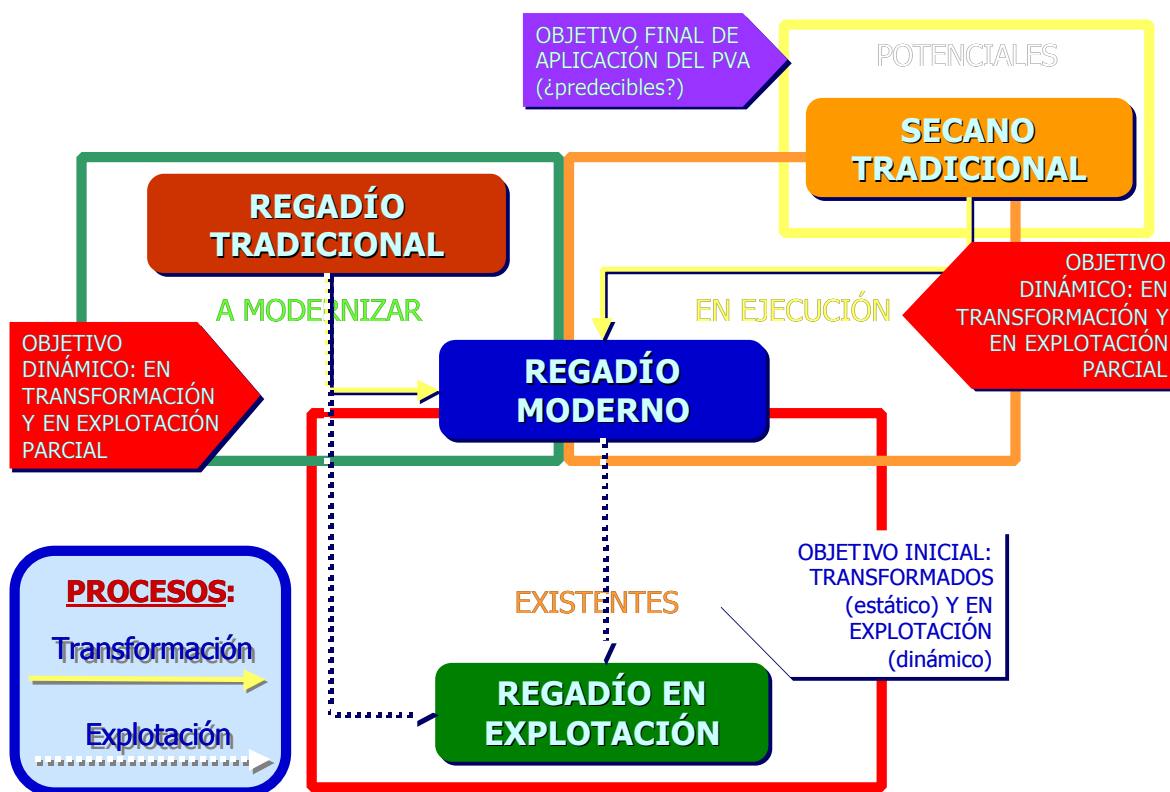 OBJETIVO FINAL DE
APLICACIÓN DEL PVA
(¿predecibles?)
POTENCIALES
SECANO
TRADICIONAL
REGADÍO
TRADICIONAL
A MODERNIZAR
EN EJECUCIÓN
OBJETIVO
DINÁMICO: EN
TRANSFORMACIÓN Y
EN EXPLOTACIÓN
PARCIAL
OBJETIVO
DINÁMICO: EN
TRANSFORMACIÓN
Y EN EXPLOTACIÓN
PARCIAL
REGADÍO
MODERNO
PROCESOS:
Transformación
Explotación
EXISTENTES
OBJETIVO INICIAL:
TRANSFORMADOS
(estático) Y EN
EXPLOTACIÓN
(dinámico)
REGADÍO EN
EXPLOTACIÓN